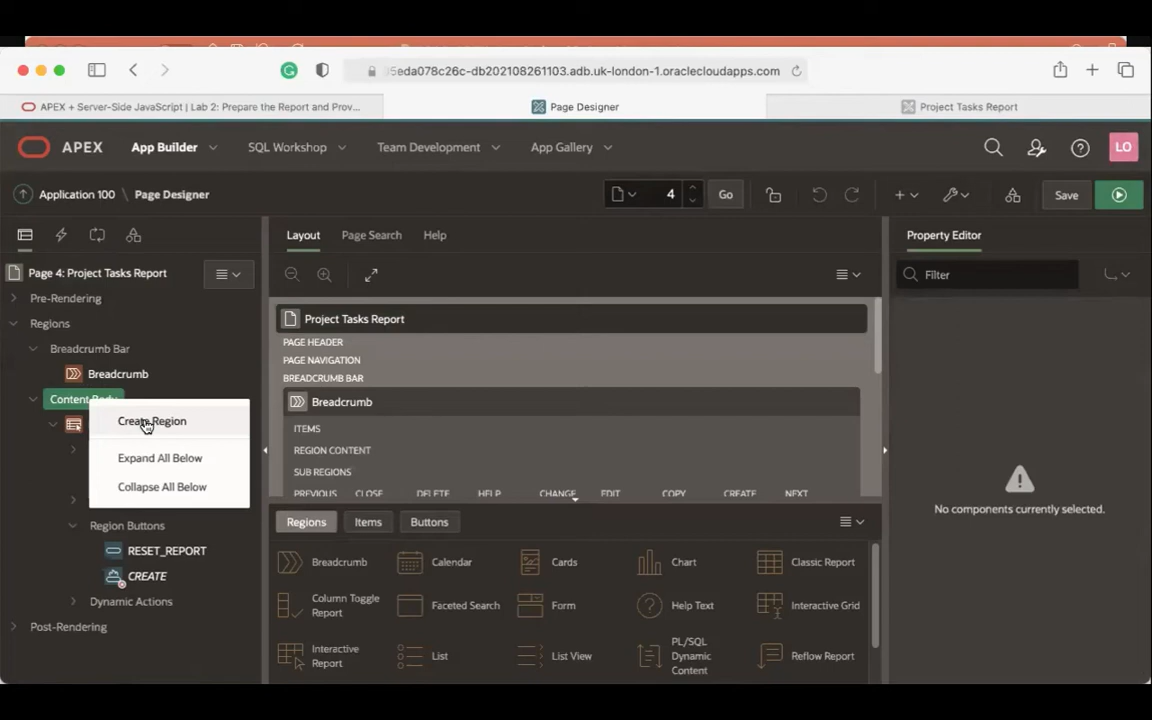 5eda078c26c-db202108261103.adb.uk-london-1.oraclecloudapps.com
APEX + Server-Side JavaScript | Lab 2: Prepare the Report and Prov...
Page Designer
Project Tasks Report
APEX
App Builder
SQL Workshop
Team Development
App Gallery
LO
Application 100 \ Page Designer
4
Go
Save
Layout
Page Search
Help
Property Editor
Page 4: Project Tasks Report
Filter
Pre-Rendering
Regions
Breadcrumb Bar
Breadcrumb
Content Body
Create Region
Expand All Below
Collapse All Below
Region Buttons
RESET_REPORT
CREATE
Dynamic Actions
Post-Rendering
Project Tasks Report
PAGE HEADER
PAGE NAVIGATION
BREADCRUMB BAR
Breadcrumb
ITEMS
REGION CONTENT
SUB REGIONS
PREVIOUS CLOSE DELETE HELP CHANGE EDIT COPY CREATE NEXT
Regions
Items
Buttons
Breadcrumb
Calendar
Cards
Chart
Classic Report
Column Toggle
Report
Faceted Search
Form
Help Text
Interactive Grid
Interactive
Report
List
List View
PL/SQL
Dynamic
Content
Reflow Report
No components currently selected.